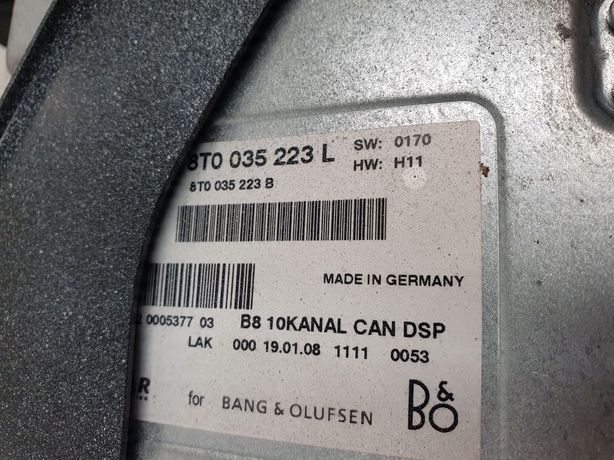 8T0 035 223 L SW: 0170
HW: H11
8T0 035 223 B
MADE IN GERMANY
0005377 03 B8 10KANAL CAN DSP
LAK 000 19.01.08 1111 0053
for BANG & OLUFSEN B&O